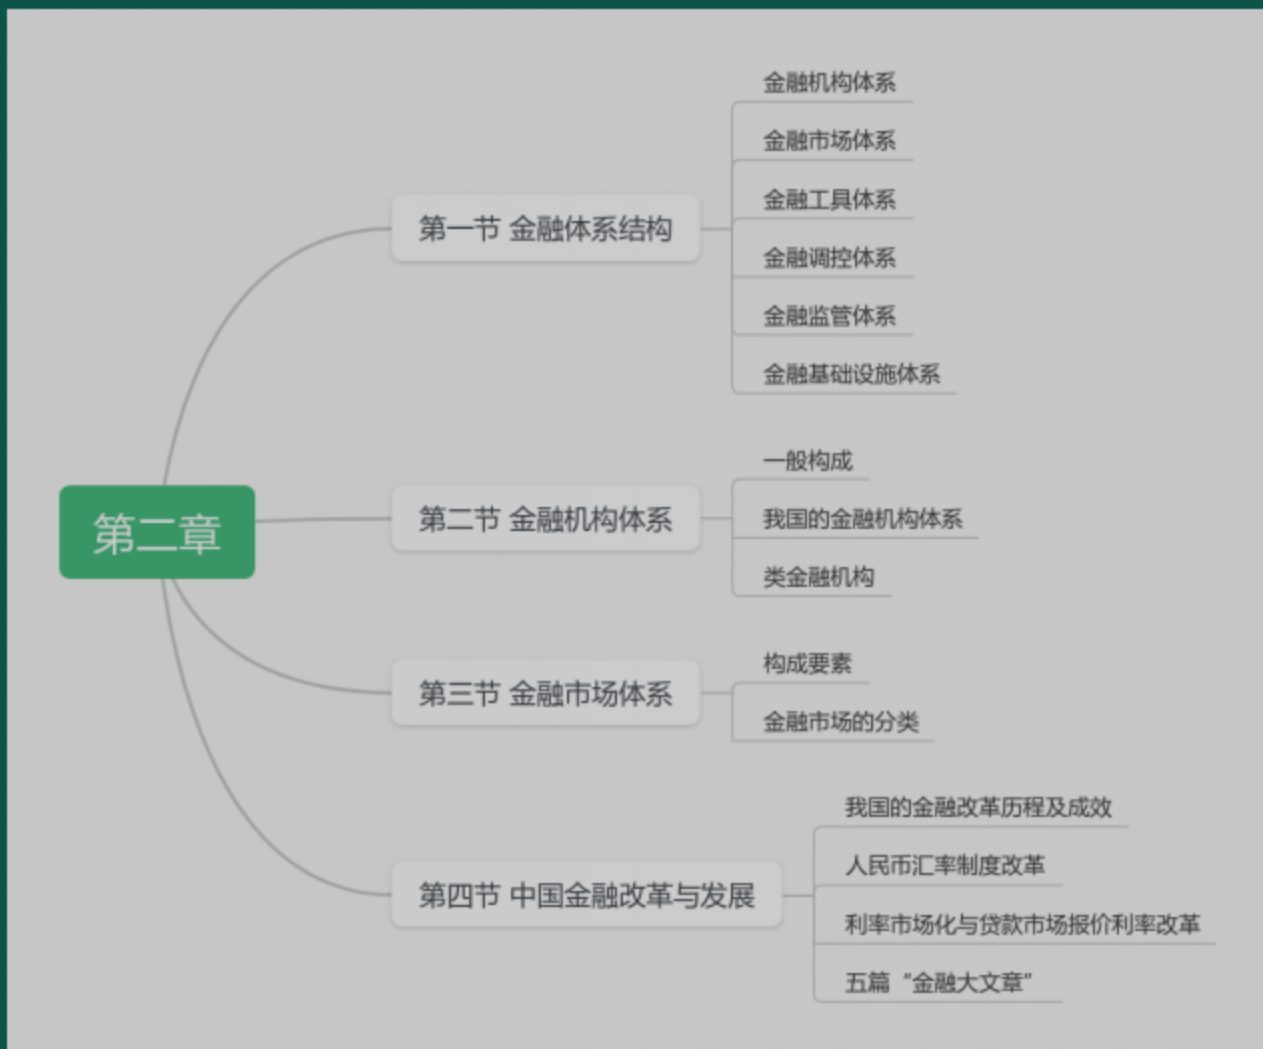 第二章
第一节 金融体系结构
金融机构体系
金融市场体系
金融工具体系
金融调控体系
金融监管体系
金融基础设施体系
第二节 金融机构体系
一般构成
我国的金融机构体系
类金融机构
第三节 金融市场体系
构成要素
金融市场的分类
第四节 中国金融改革与发展
我国的金融改革历程及成效
人民币汇率制度改革
利率市场化与贷款市场报价利率改革
五篇“金融大文章”